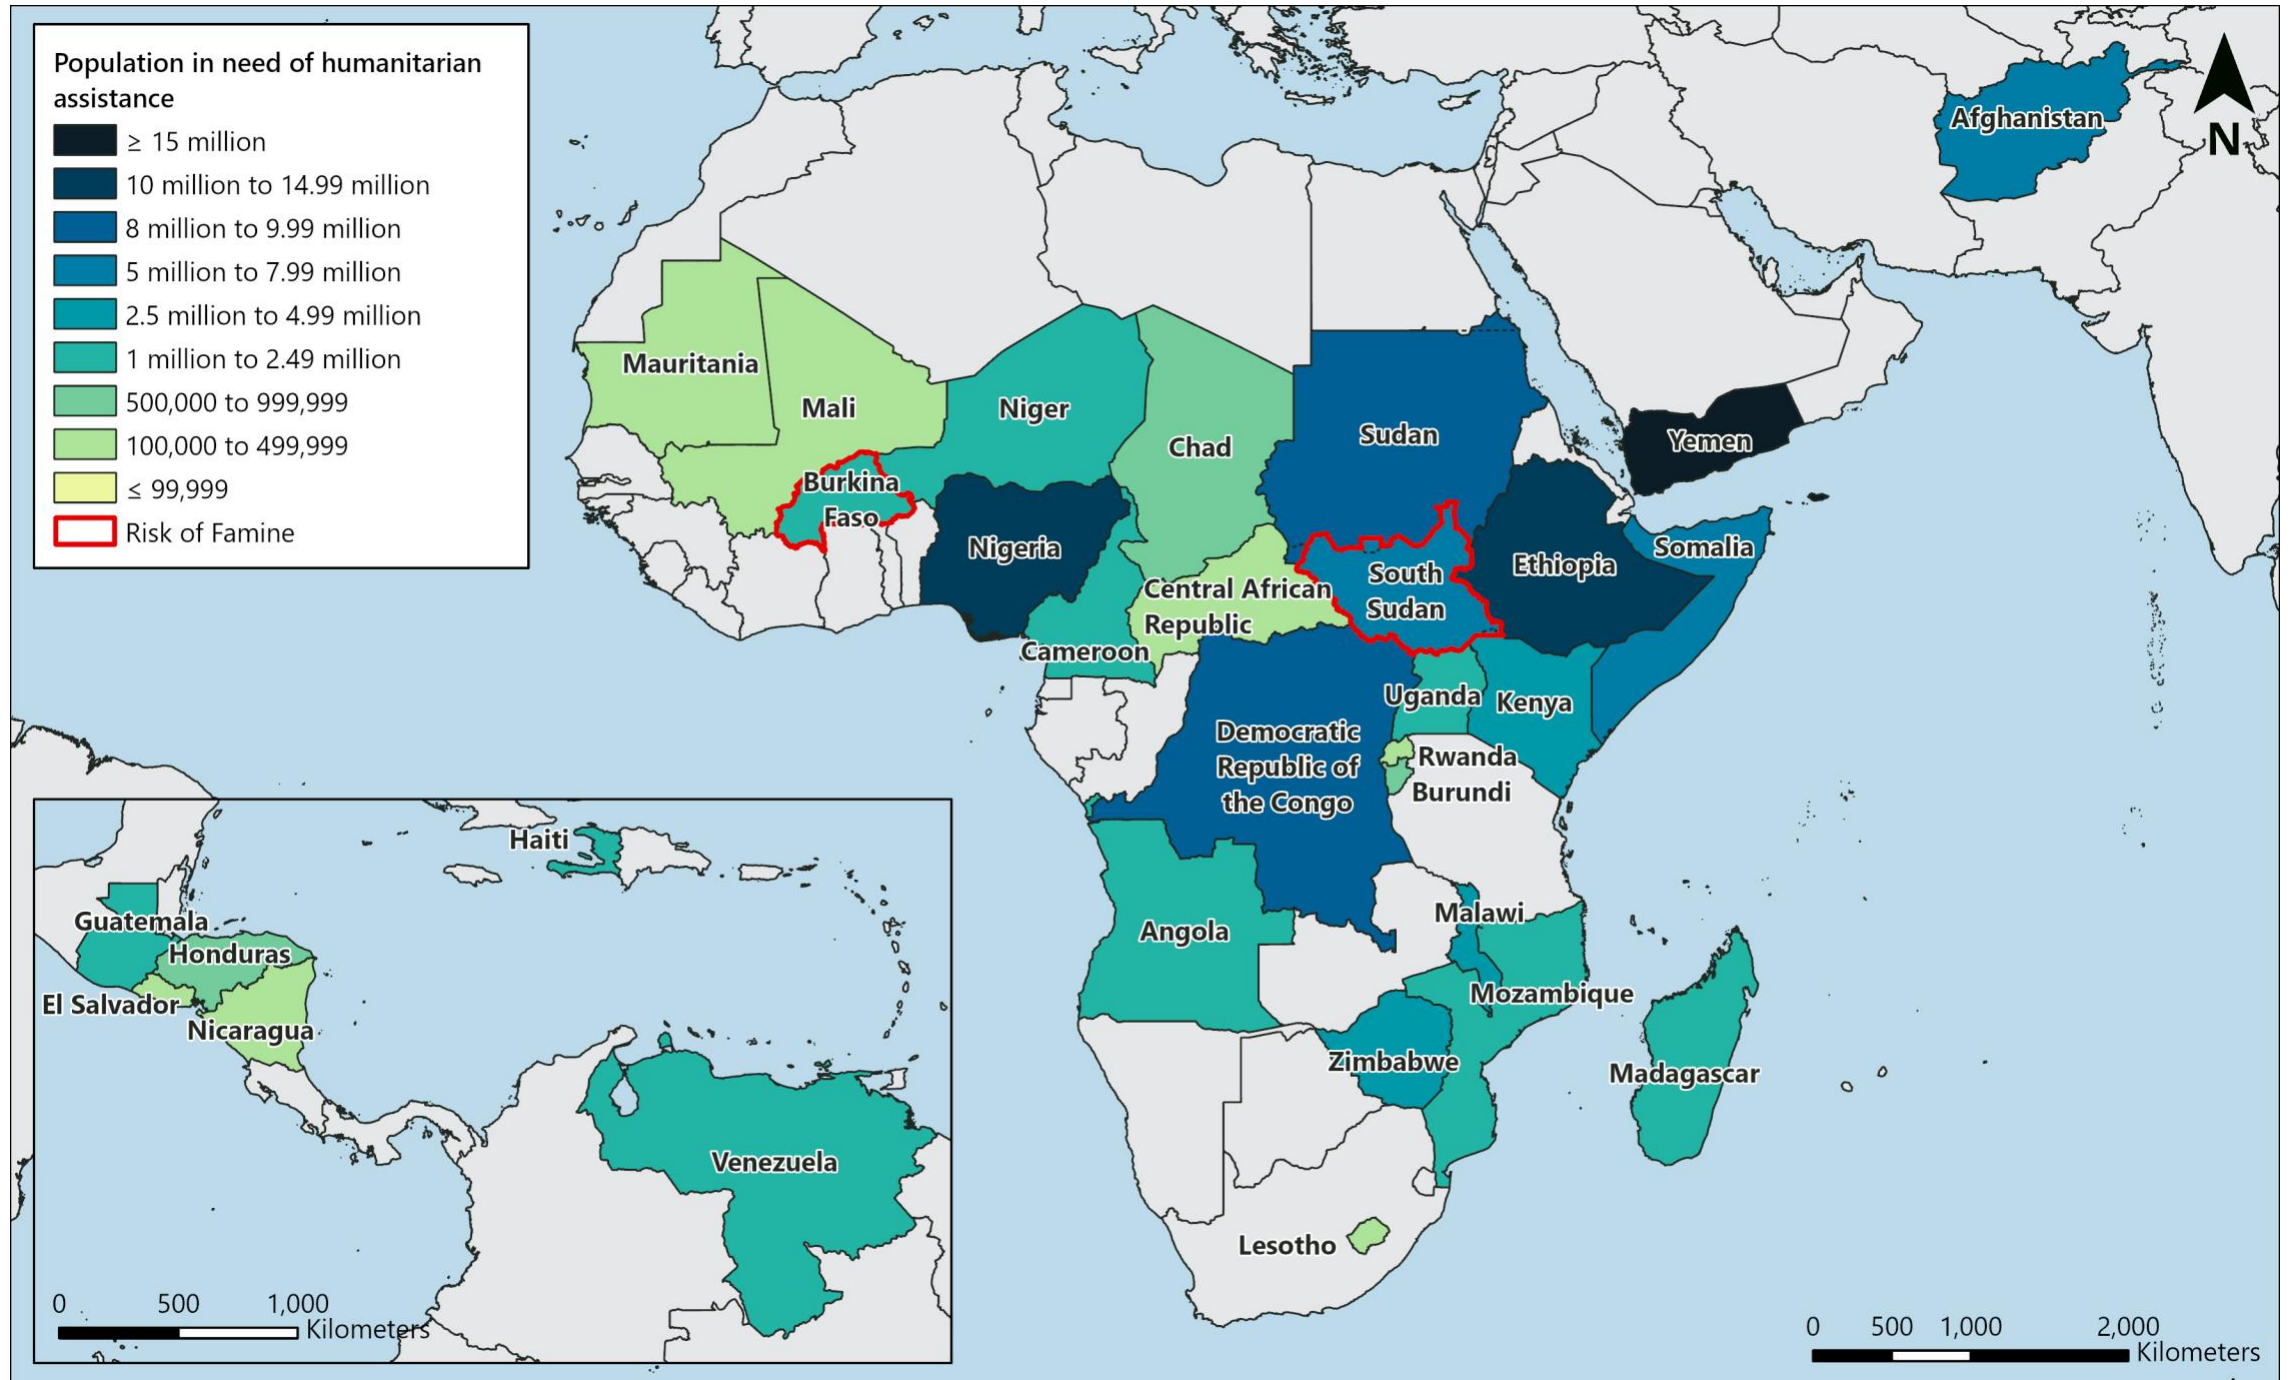 Population in need of humanitarian
assistance
≥ 15 million
10 million to 14.99 million
8 million to 9.99 million
5 million to 7.99 million
2.5 million to 4.99 million
1 million to 2.49 million
500,000 to 999,999
100,000 to 499,999
≤ 99,999
Risk of Famine
N
Afghanistan
Mauritania
Mali
Niger
Chad
Sudan
Yemen
Burkina
Faso
Nigeria
Central African
Republic
Cameroon
South
Sudan
Ethiopia
Somalia
Uganda
Kenya
Democratic
Republic of
the Congo
Rwanda
Burundi
Angola
Malawi
Mozambique
Zimbabwe
Madagascar
Lesotho
Haiti
Guatemala
Honduras
El Salvador
Nicaragua
Venezuela
0 500 1,000
Kilometers
0 500 1,000 2,000
Kilometers